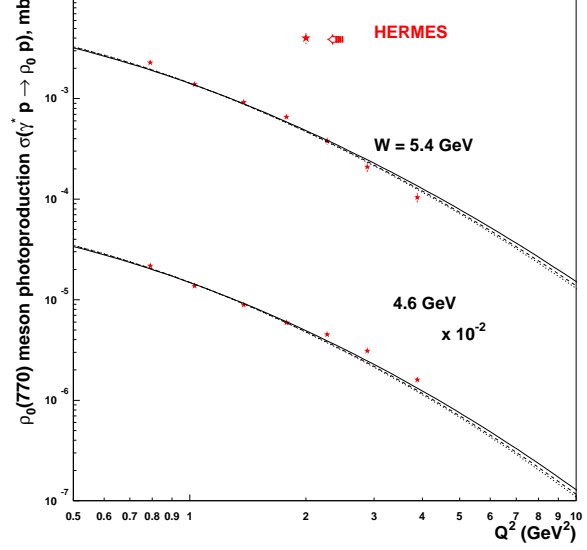 ρ₀(770) meson photoproduction σ(γ* p → ρ₀ p), mb
HERMES
10⁻³
W = 5.4 GeV
10⁻⁴
10⁻⁵
4.6 GeV
x 10⁻²
10⁻⁶
10⁻⁷
0.5 0.6 0.7 0.8 0.9 1 2 3 4 5 6 7 8 9 10
Q² (GeV²)